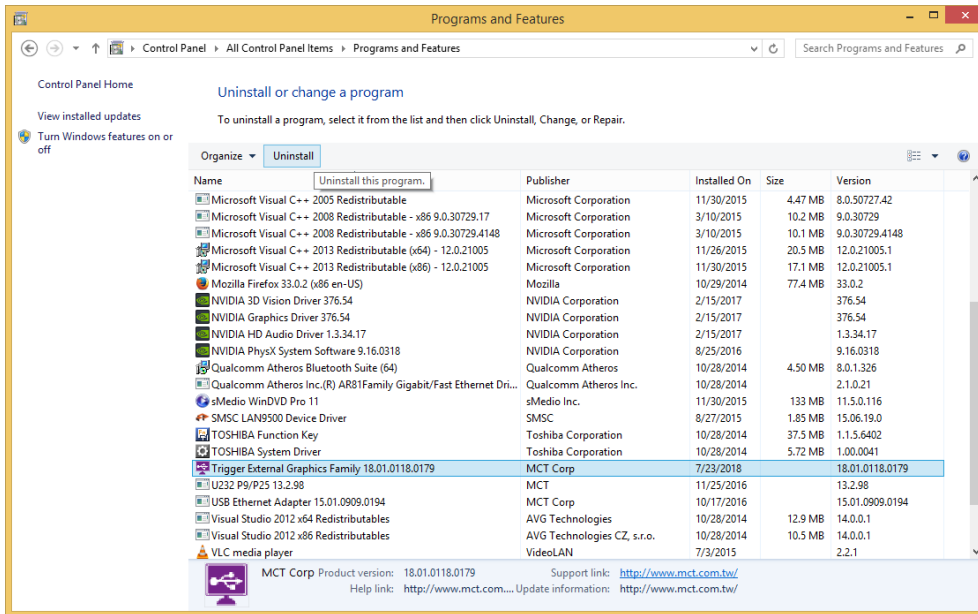 Programs and Features
Control Panel › All Control Panel Items › Programs and Features
Search Programs and Features
Control Panel Home
View installed updates
Turn Windows features on or
off
Uninstall or change a program
To uninstall a program, select it from the list and then click Uninstall, Change, or Repair.
Organize Uninstall
Name Publisher Installed On Size Version
Uninstall this program.
Microsoft Visual C++ 2005 Redistributable Microsoft Corporation 11/30/2015 4.47 MB 8.0.50727.42
Microsoft Visual C++ 2008 Redistributable - x86 9.0.30729.17 Microsoft Corporation 3/10/2015 10.2 MB 9.0.30729
Microsoft Visual C++ 2008 Redistributable - x86 9.0.30729.4148 Microsoft Corporation 3/10/2015 10.1 MB 9.0.30729.4148
Microsoft Visual C++ 2013 Redistributable (x64) - 12.0.21005 Microsoft Corporation 11/26/2015 20.5 MB 12.0.21005.1
Microsoft Visual C++ 2013 Redistributable (x86) - 12.0.21005 Microsoft Corporation 11/30/2015 17.1 MB 12.0.21005.1
Mozilla Firefox 33.0.2 (x86 en-US) Mozilla 10/29/2014 77.4 MB 33.0.2
NVIDIA 3D Vision Driver 376.54 NVIDIA Corporation 2/15/2017 376.54
NVIDIA Graphics Driver 376.54 NVIDIA Corporation 2/15/2017 376.54
NVIDIA HD Audio Driver 1.3.34.17 NVIDIA Corporation 2/15/2017 1.3.34.17
NVIDIA PhysX System Software 9.16.0318 NVIDIA Corporation 8/25/2016 9.16.0318
Qualcomm Atheros Bluetooth Suite (64) Qualcomm Atheros 10/28/2014 4.50 MB 8.0.1.326
Qualcomm Atheros Inc.(R) AR81Family Gigabit/Fast Ethernet Dri... Qualcomm Atheros Inc. 10/28/2014 2.1.0.21
sMedio WinDVD Pro 11 sMedio Inc. 11/30/2015 133 MB 11.5.0.116
SMSC LAN9500 Device Driver SMSC 8/27/2015 1.85 MB 15.06.19.0
TOSHIBA Function Key Toshiba Corporation 10/28/2014 37.5 MB 1.1.5.6402
TOSHIBA System Driver Toshiba Corporation 10/28/2014 5.72 MB 1.00.0041
Trigger External Graphics Family 18.01.0118.0179 MCT Corp 7/23/2018 18.01.0118.0179
U232 P9/P25 13.2.98 MCT 11/25/2016 13.2.98
USB Ethernet Adapter 15.01.0909.0194 MCT Corp 10/17/2016 15.01.0909.0194
Visual Studio 2012 x64 Redistributables AVG Technologies 10/28/2014 12.9 MB 14.0.0.1
Visual Studio 2012 x86 Redistributables AVG Technologies CZ, s.r.o. 10/28/2014 10.5 MB 14.0.0.1
VLC media player VideoLAN 7/3/2015 2.2.1
MCT Corp Product version: 18.01.0118.0179 Support link: http://www.mct.com.tw/
Help link: http://www.mct.com.... Update information: http://www.mct.com.tw/